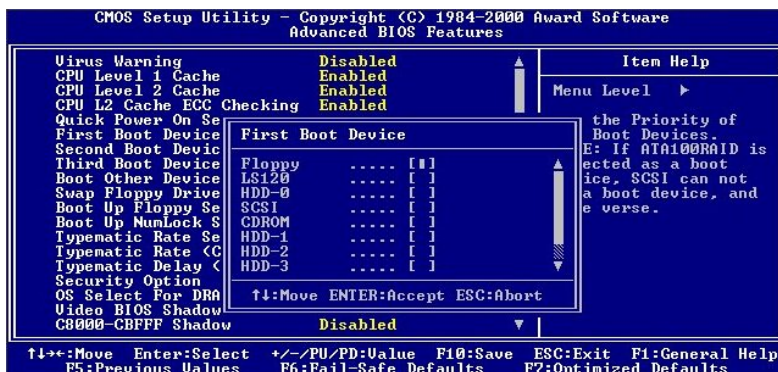 CMOS Setup Utility - Copyright (C) 1984-2000 Award Software
Advanced BIOS Features
Virus Warning Disabled
CPU Level 1 Cache Enabled
CPU Level 2 Cache Enabled
CPU L2 Cache ECC Checking Enabled
Quick Power On Se
First Boot Device
Second Boot Devic
Third Boot Device
Boot Other Device
Swap Floppy Drive
Boot Up Floppy Se
Boot Up NumLock S
Typematic Rate Se
Typematic Rate (C
Typematic Delay (
Security Option
OS Select For DRA
Video BIOS Shadow
C8000-CBFFF Shadow Disabled
First Boot Device
Floppy ..... [▮]
LS120 ..... [ ]
HDD-0 ..... [ ]
SCSI ..... [ ]
CDROM ..... [ ]
HDD-1 ..... [ ]
HDD-2 ..... [ ]
HDD-3 ..... [ ]
↑↓:Move ENTER:Accept ESC:Abort
Item Help
Menu Level ▶
the Priority of
Boot Devices.
E: If ATA100RAID is
ected as a boot
ice, SCSI can not
a boot device, and
e verse.
↑↓→←:Move Enter:Select +/-/PU/PD:Value F10:Save ESC:Exit F1:General Help
F5:Previous Values F6:Fail-Safe Defaults F7:Optimized Defaults